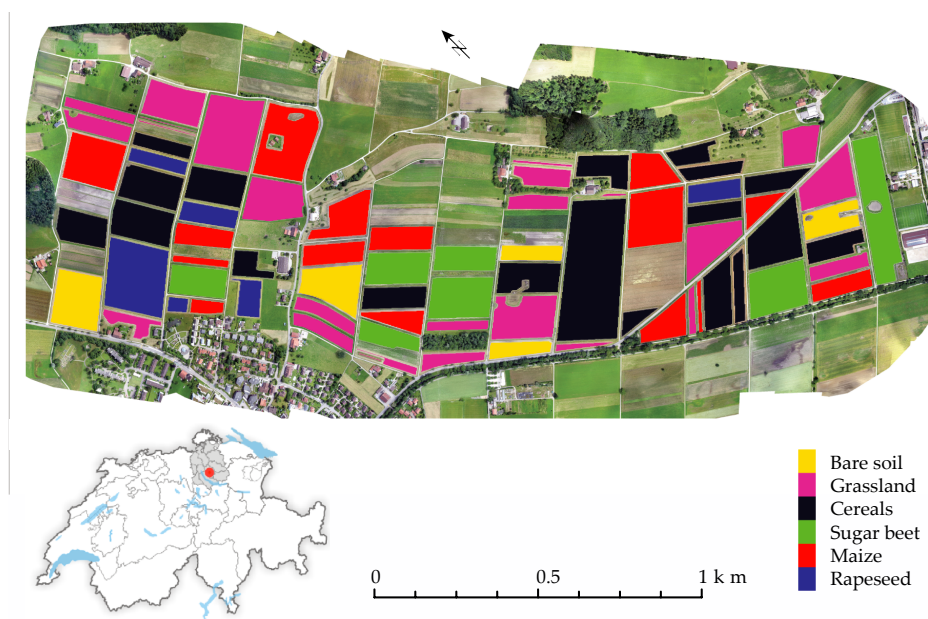 N
Bare soil
Grassland
Cereals
Sugar beet
Maize
Rapeseed
0 0.5 1 k m